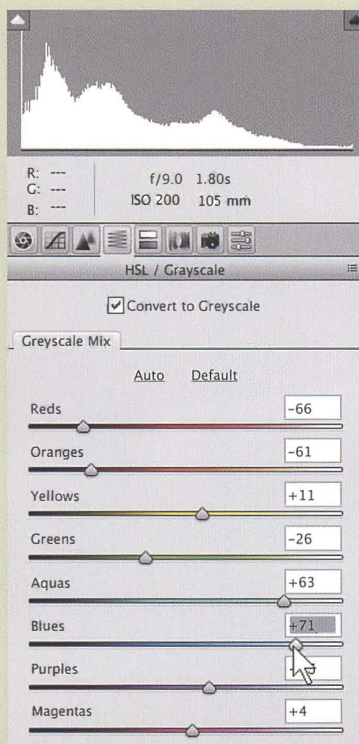 R: ---
G: ---
B: ---
f/9.0 1.80s
ISO 200 105 mm
HSL / Grayscale
Convert to Greyscale
Greyscale Mix
Auto Default
Reds -66
Oranges -61
Yellows +11
Greens -26
Aquas +63
Blues +71
Purples
Magentas +4